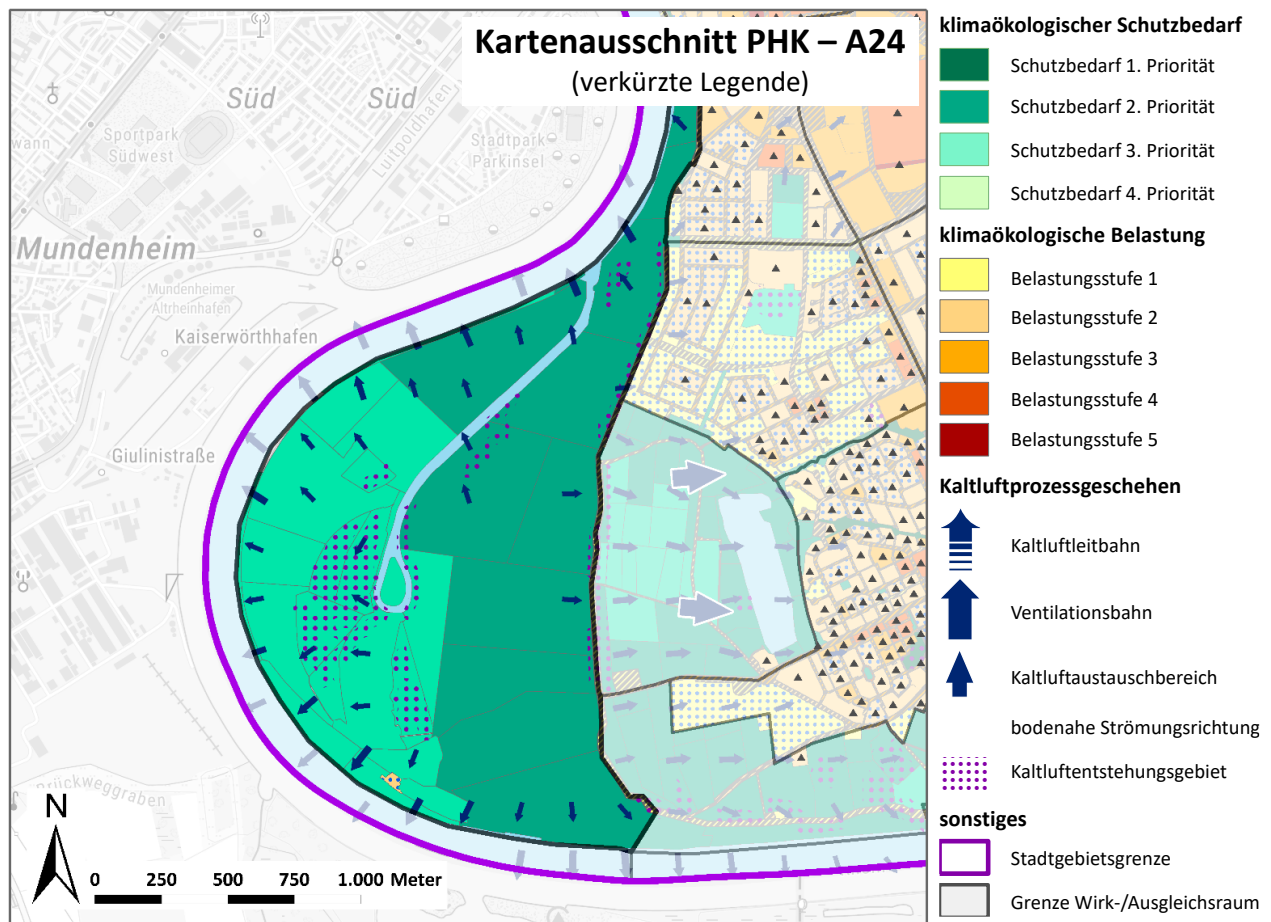 Kartenausschnitt PHK – A24
(verkürzte Legende)
Süd
Süd
Luitpoldhafen
wann
Sportpark
Südwest
Stadtpark
Parkinsel
Mundenheim
Mundenheimer
Altrheinhafen
Kaiserwörthhafen
Giulinistraße
Brückweggraben
N
0 250 500 750 1.000 Meter
klimaökologischer Schutzbedarf
Schutzbedarf 1. Priorität
Schutzbedarf 2. Priorität
Schutzbedarf 3. Priorität
Schutzbedarf 4. Priorität
klimaökologische Belastung
Belastungsstufe 1
Belastungsstufe 2
Belastungsstufe 3
Belastungsstufe 4
Belastungsstufe 5
Kaltluftprozessgeschehen
Kaltluftleitbahn
Ventilationsbahn
Kaltluftaustauschbereich
bodenahe Strömungsrichtung
Kaltluftentstehungsgebiet
sonstiges
Stadtgebietsgrenze
Grenze Wirk-/Ausgleichsraum